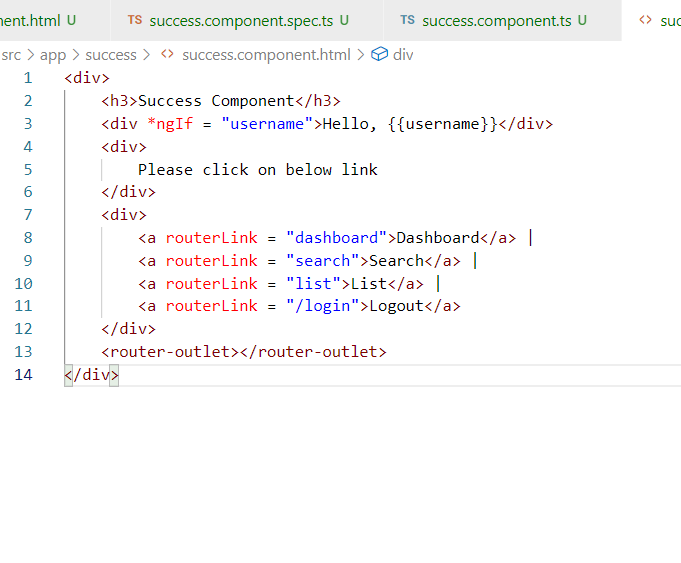 nent.html U TS success.component.spec.ts U TS success.component.ts U <> suc
src > app > success > <> success.component.html > div
1 <div>
2 <h3>Success Component</h3>
3 <div *ngIf = "username">Hello, {{username}}</div>
4 <div>
5 Please click on below link
6 </div>
7 <div>
8 <a routerLink = "dashboard">Dashboard</a> |
9 <a routerLink = "search">Search</a> |
10 <a routerLink = "list">List</a> |
11 <a routerLink = "/login">Logout</a>
12 </div>
13 <router-outlet></router-outlet>
14 </div>